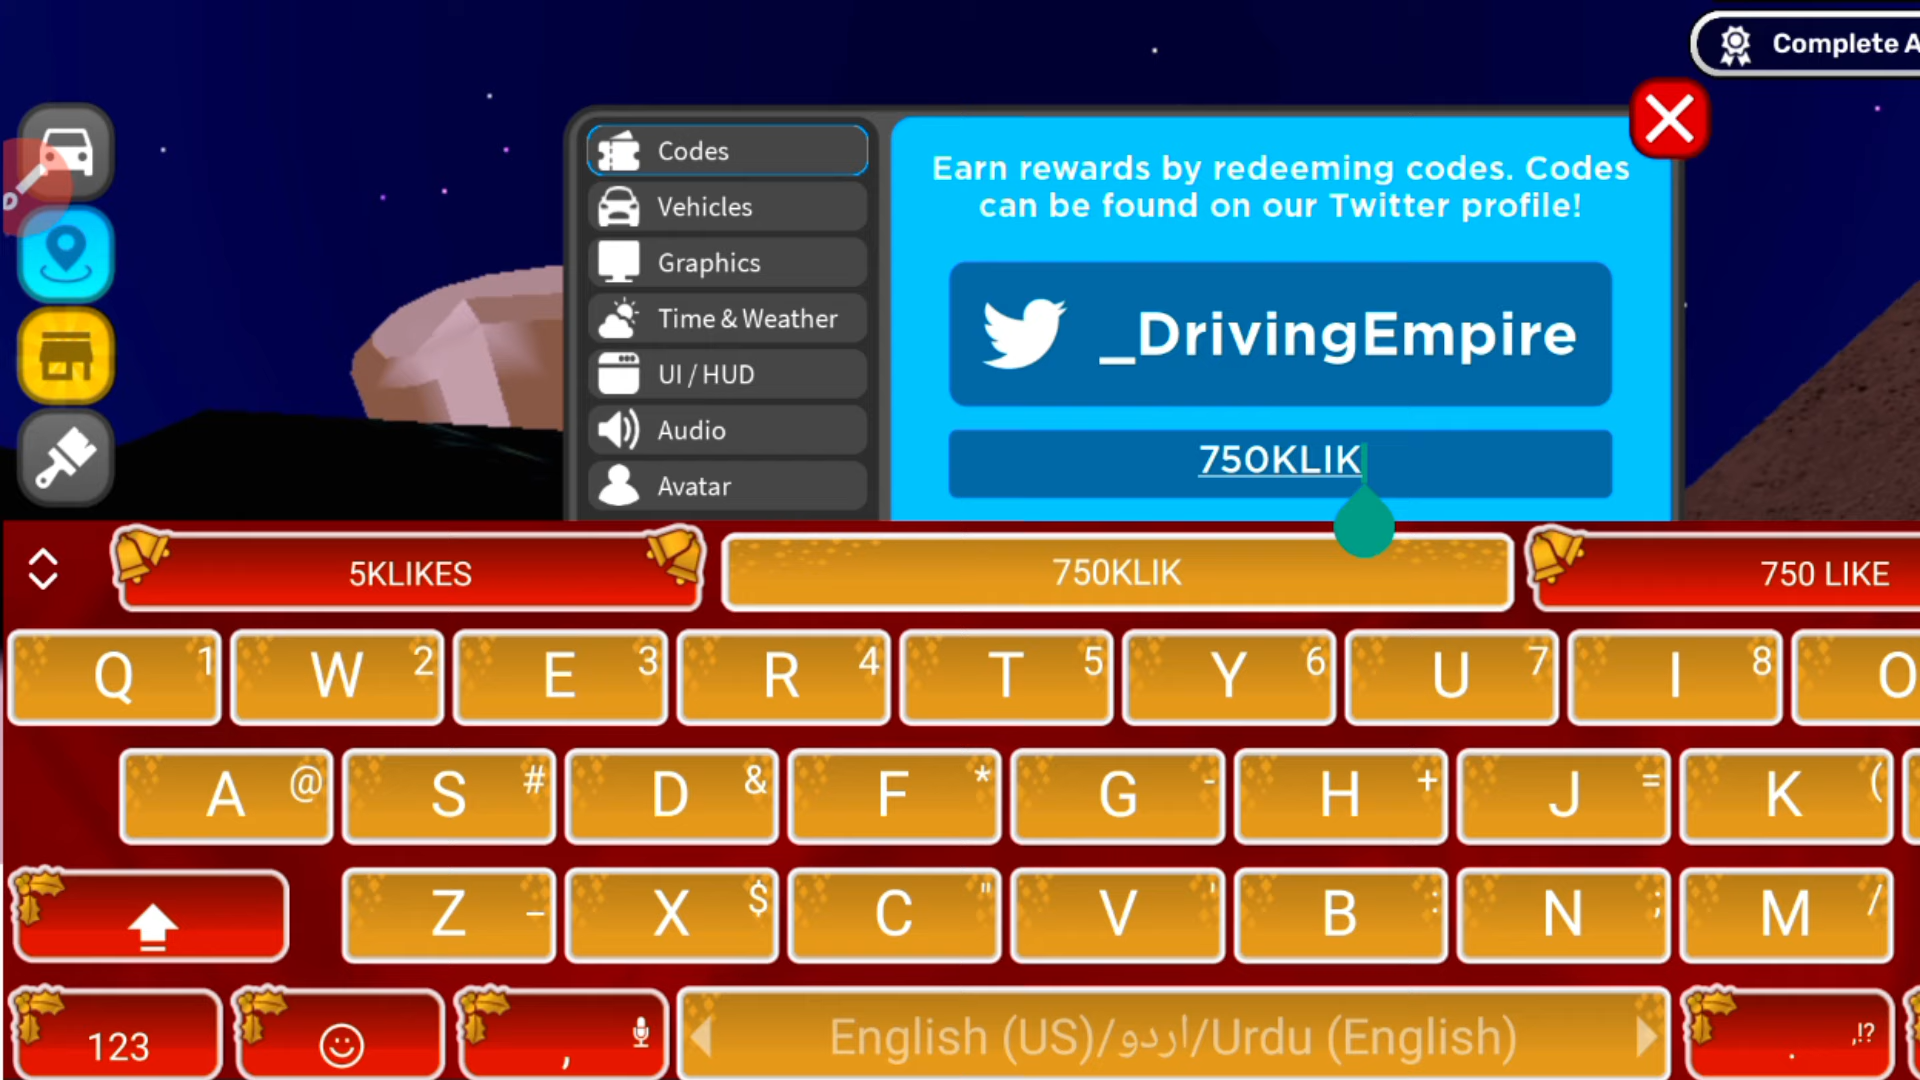 Complete A
Codes
Vehicles
Graphics
Time & Weather
UI / HUD
Audio
Avatar
Earn rewards by redeeming codes. Codes
can be found on our Twitter profile!
_DrivingEmpire
750KLIK
5KLIKES 750KLIK 750 LIKE
Q 1 W 2 E 3 R 4 T 5 Y 6 U 7 I 8 O
A @ S # D & F * G - H + J = K (
Z _ X $ C " V ' B : N ; M /
123 , English (US)/اردو/Urdu (English) . ,!?